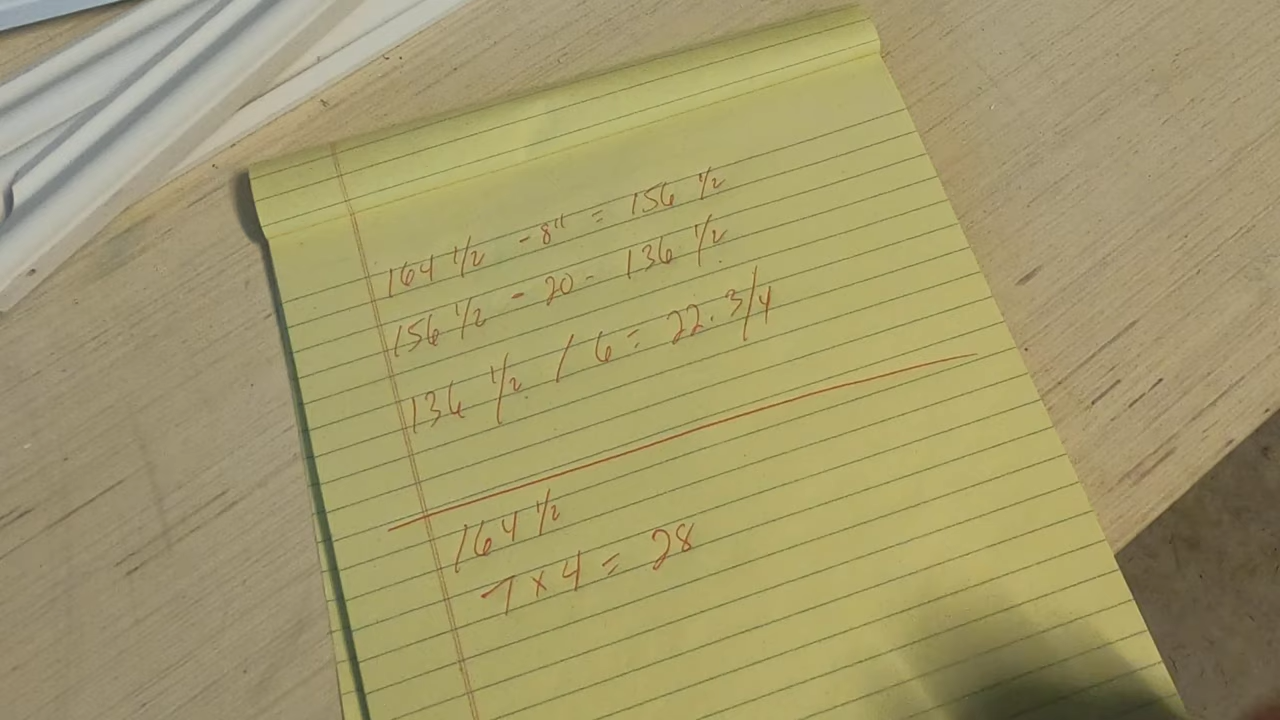 164 1/2 - 8" = 156 1/2
156 1/2 - 20 - 136 1/2
136 1/2 / 6 = 22. 3/4
164 1/2
7 x 4 = 28